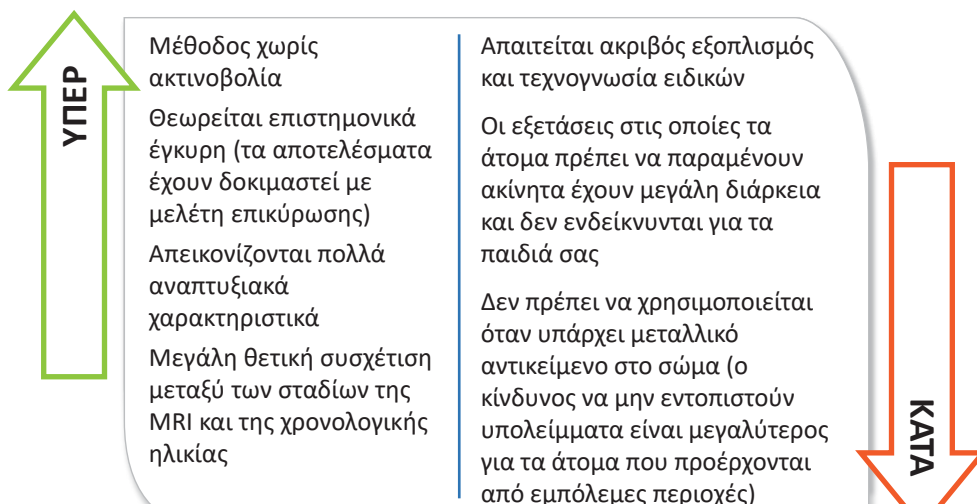 ΥΠΕΡ
Μέθοδος χωρίς
ακτινοβολία
Θεωρείται επιστημονικά
έγκυρη (τα αποτελέσματα
έχουν δοκιμαστεί με
μελέτη επικύρωσης)
Απεικονίζονται πολλά
αναπτυξιακά
χαρακτηριστικά
Μεγάλη θετική συσχέτιση
μεταξύ των σταδίων της
MRI και της χρονολογικής
ηλικίας
Απαιτείται ακριβός εξοπλισμός
και τεχνογνωσία ειδικών
Οι εξετάσεις στις οποίες τα
άτομα πρέπει να παραμένουν
ακίνητα έχουν μεγάλη διάρκεια
και δεν ενδείκνυνται για τα
παιδιά σας
Δεν πρέπει να χρησιμοποιείται
όταν υπάρχει μεταλλικό
αντικείμενο στο σώμα (ο
κίνδυνος να μην εντοπιστούν
υπολείμματα είναι μεγαλύτερος
για τα άτομα που προέρχονται
από εμπόλεμες περιοχές)
ΚΑΤΑ